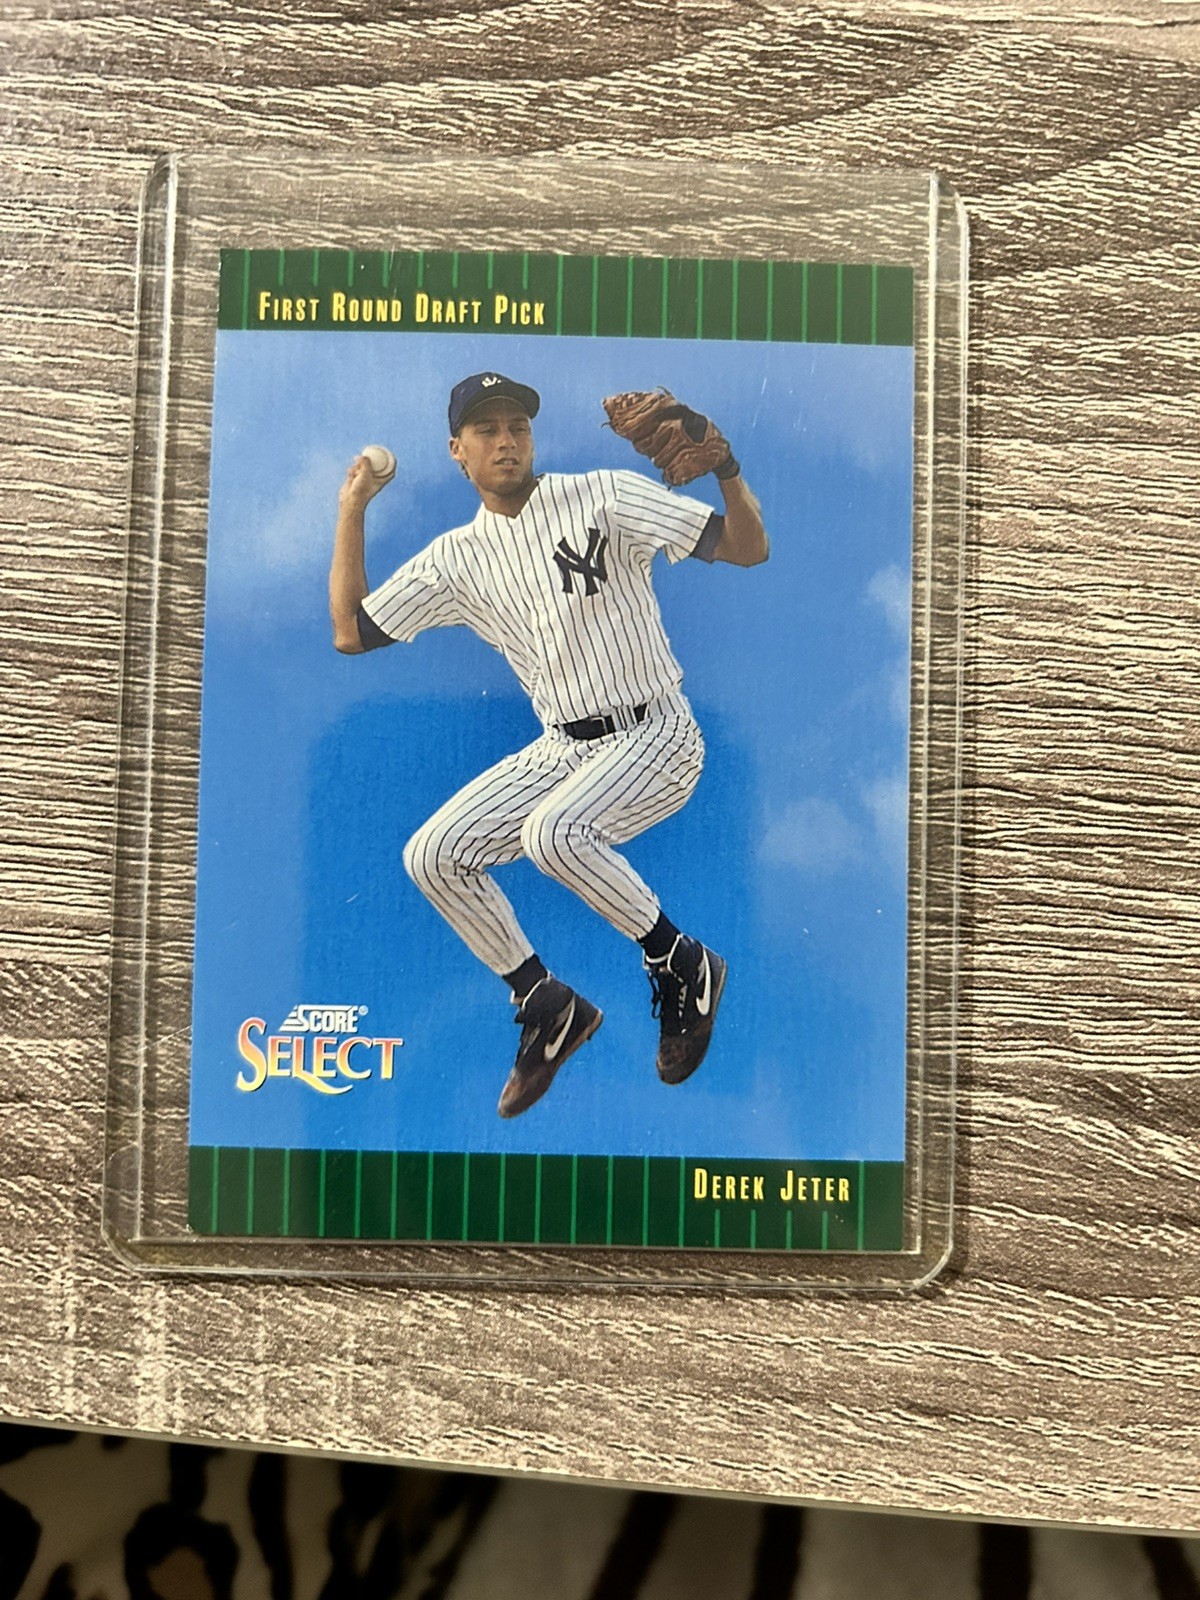 First Round Draft Pick
NY
Score®
Select
Derek Jeter